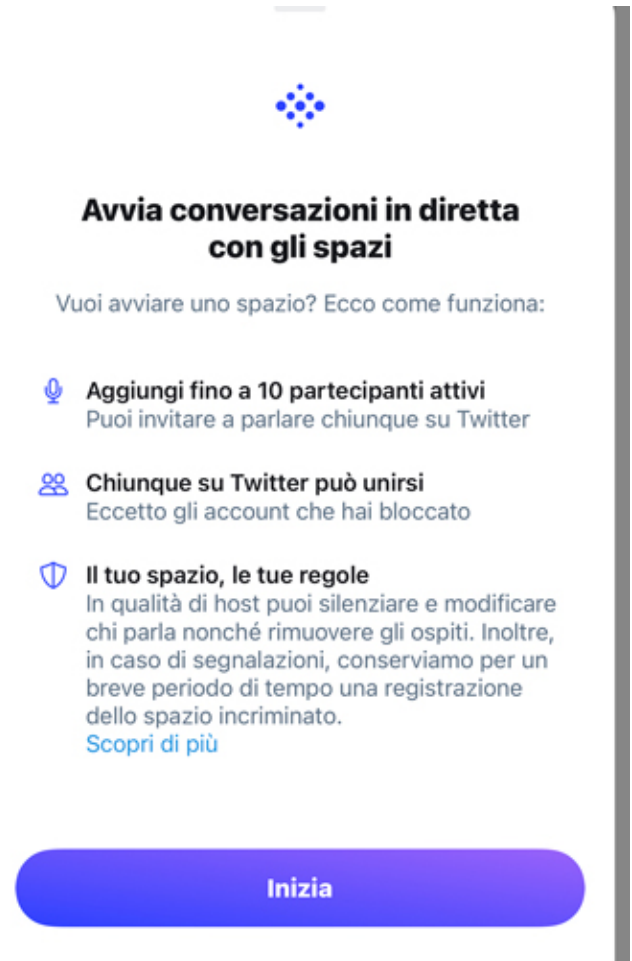 Avvia conversazioni in diretta
con gli spazi
Vuoi avviare uno spazio? Ecco come funziona:
Aggiungi fino a 10 partecipanti attivi
Puoi invitare a parlare chiunque su Twitter
Chiunque su Twitter può unirsi
Eccetto gli account che hai bloccato
Il tuo spazio, le tue regole
In qualità di host puoi silenziare e modificare
chi parla nonché rimuovere gli ospiti. Inoltre,
in caso di segnalazioni, conserviamo per un
breve periodo di tempo una registrazione
dello spazio incriminato.
Scopri di più
Inizia